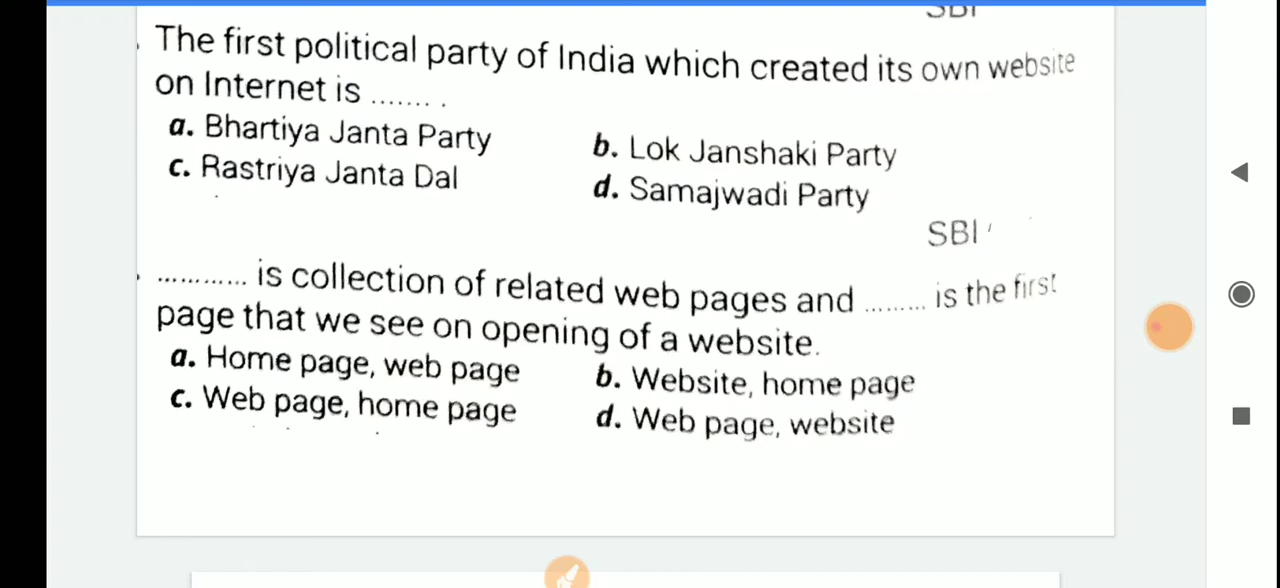 SBI
The first political party of India which created its own website
on Internet is ........ .
a. Bhartiya Janta Party
b. Lok Janshaki Party
c. Rastriya Janta Dal
d. Samajwadi Party
SBI
............ is collection of related web pages and ........ is the first
page that we see on opening of a website.
a. Home page, web page
b. Website, home page
c. Web page, home page
d. Web page, website